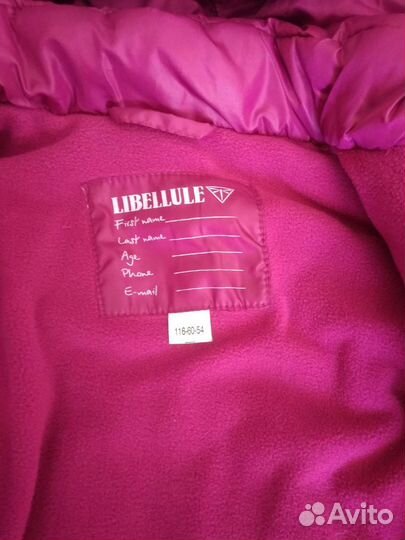 LIBELLULE
First name
Last name
Age
Phone
E-mail
116-60-54
Avito